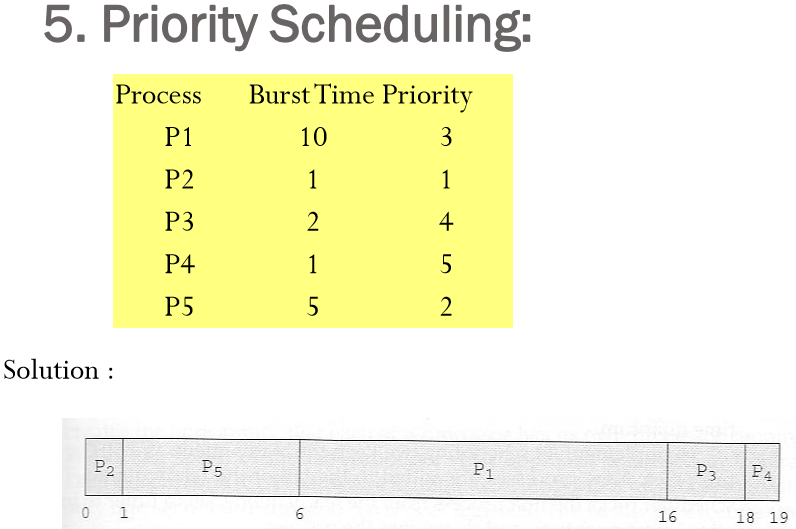 5. Priority Scheduling:
Process Burst Time Priority
P1 10 3
P2 1 1
P3 2 4
P4 1 5
P5 5 2
Solution :
P2 P5 P1 P3 P4
0 1 6 16 18 19